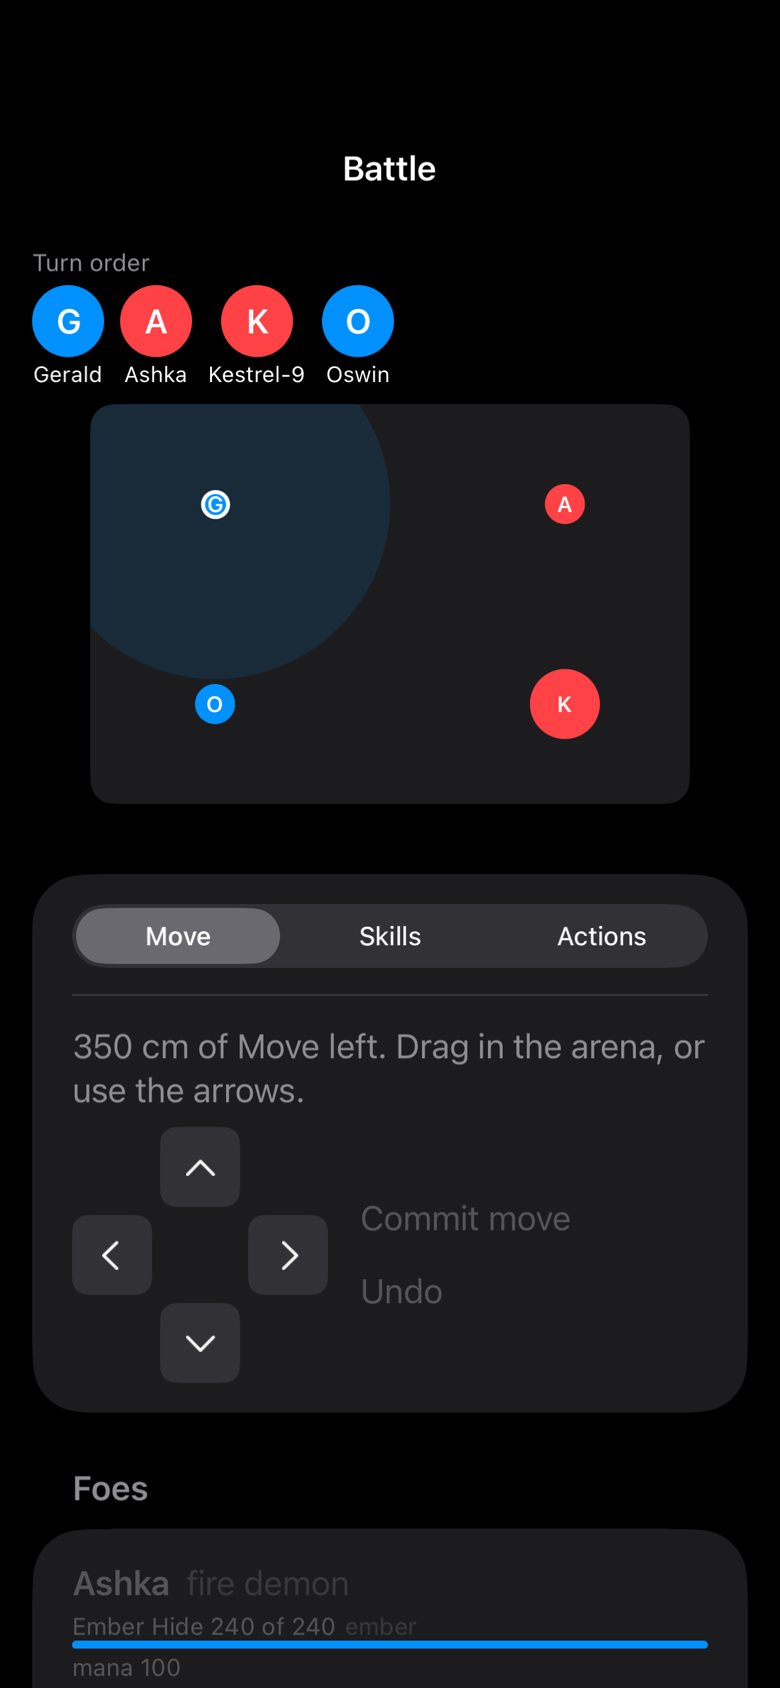 Battle
Turn order
G A K O
Gerald Ashka Kestrel-9 Oswin
G A
O K
Move Skills Actions
350 cm of Move left. Drag in the arena, or
use the arrows.
Commit move
Undo
Foes
Ashka fire demon
Ember Hide 240 of 240 ember
mana 100